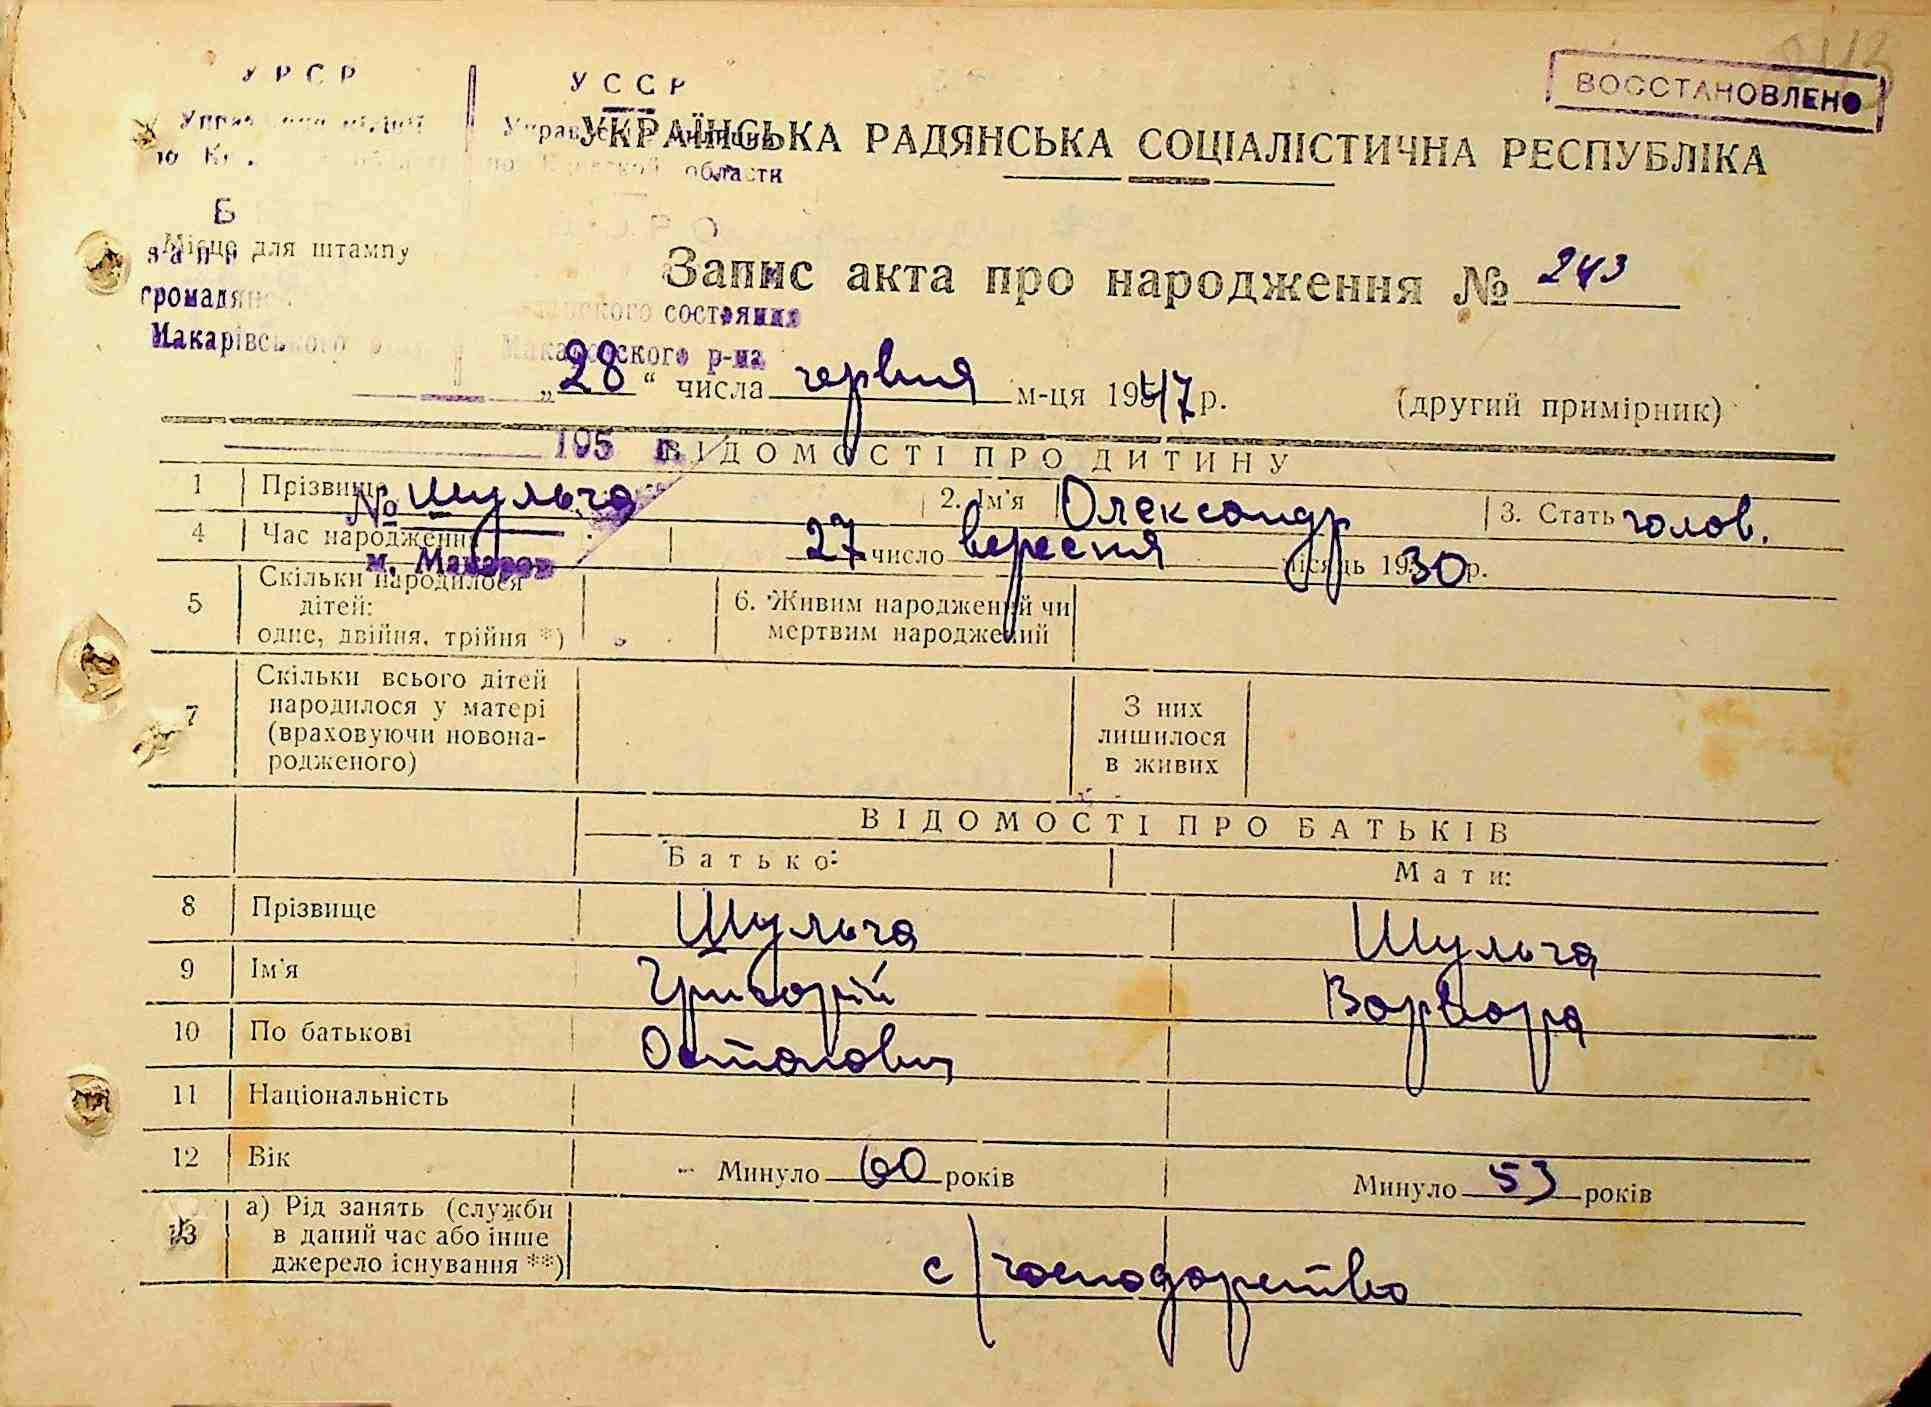 243
ВОССТАНОВЛЕНО
УРСР УССР
УКРАЇНСЬКА РАДЯНСЬКА СОЦІАЛІСТИЧНА РЕСПУБЛІКА
области
Місце для штампу
Запис акта про народження № 243
громадян
состояния
Макарівського Макаровского р-на
„28“ числа червня м-ця 1947 р. (другий примірник)
195 г.
ВІДОМОСТІ ПРО ДИТИНУ
1 Прізвище Шульга 2. Ім'я Олександр 3. Стать голов.
№
4 Час народження 27 число вересня місяць 1930 р.
м. Макаров
5 Скільки народилося дітей: одне, двійня, трійня *) 6. Живим народжений чи мертвим народжений
7 Скільки всього дітей народилося у матері (враховуючи новонародженого) З них лишилося в живих
ВІДОМОСТІ ПРО БАТЬКІВ
Батько: Мати:
8 Прізвище Шульга Шульга
9 Ім'я Григорій Варвара
10 По батькові Остапович
11 Національність
12 Вік Минуло 60 років Минуло 53 років
13 а) Рід занять (служби в даний час або інше джерело існування **) с/господарство